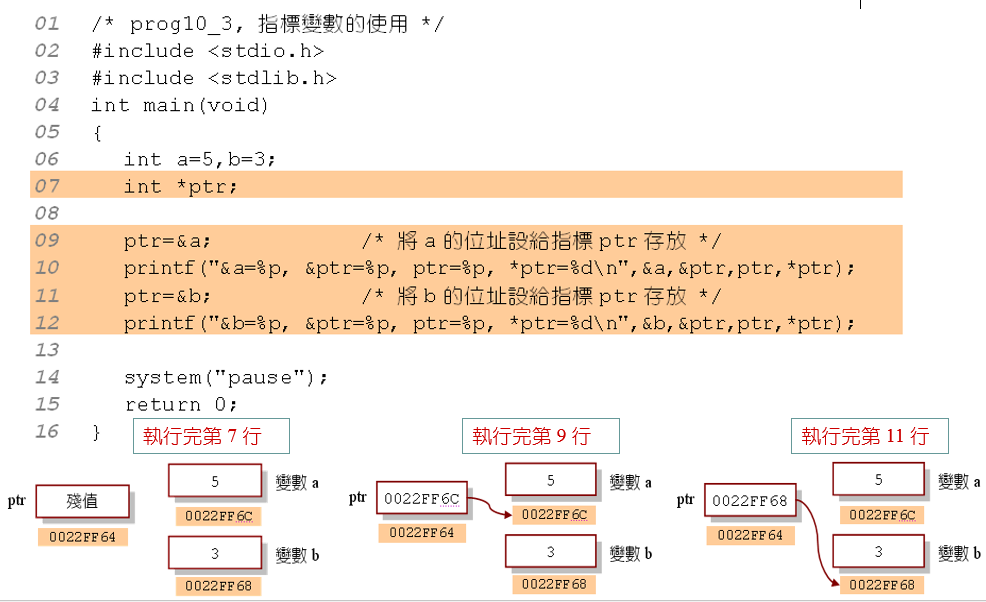 01 /* prog10_3, 指標變數的使用 */
02 #include <stdio.h>
03 #include <stdlib.h>
04 int main(void)
05 {
06 int a=5,b=3;
07 int *ptr;
08
09 ptr=&a; /* 將 a 的位址設給指標 ptr 存放 */
10 printf("&a=%p, &ptr=%p, ptr=%p, *ptr=%d\n",&a,&ptr,ptr,*ptr);
11 ptr=&b; /* 將 b 的位址設給指標 ptr 存放 */
12 printf("&b=%p, &ptr=%p, ptr=%p, *ptr=%d\n",&b,&ptr,ptr,*ptr);
13
14 system("pause");
15 return 0;
16 }
執行完第 7 行
ptr 殘值
0022FF64
5 變數 a
0022FF6C
3 變數 b
0022FF68
執行完第 9 行
ptr 0022FF6C
0022FF64
5 變數 a
0022FF6C
3 變數 b
0022FF68
執行完第 11 行
ptr 0022FF68
0022FF64
5 變數 a
0022FF6C
3 變數 b
0022FF68